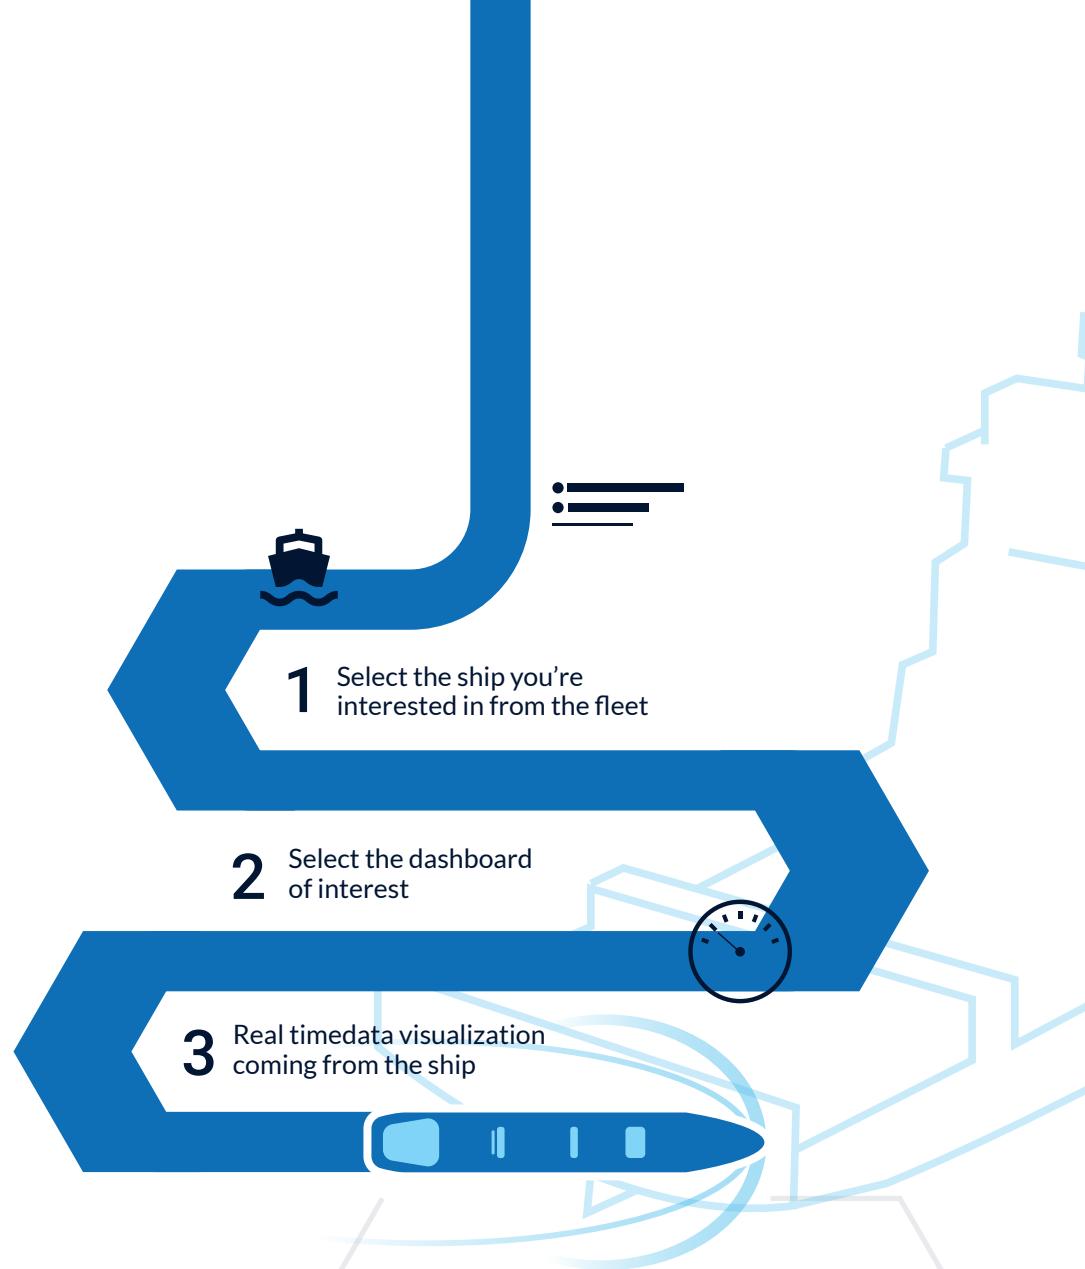 1
Select the ship you’re
interested in from the fleet
2
Select the dashboard
of interest
3
Real timedata visualization
coming from the ship